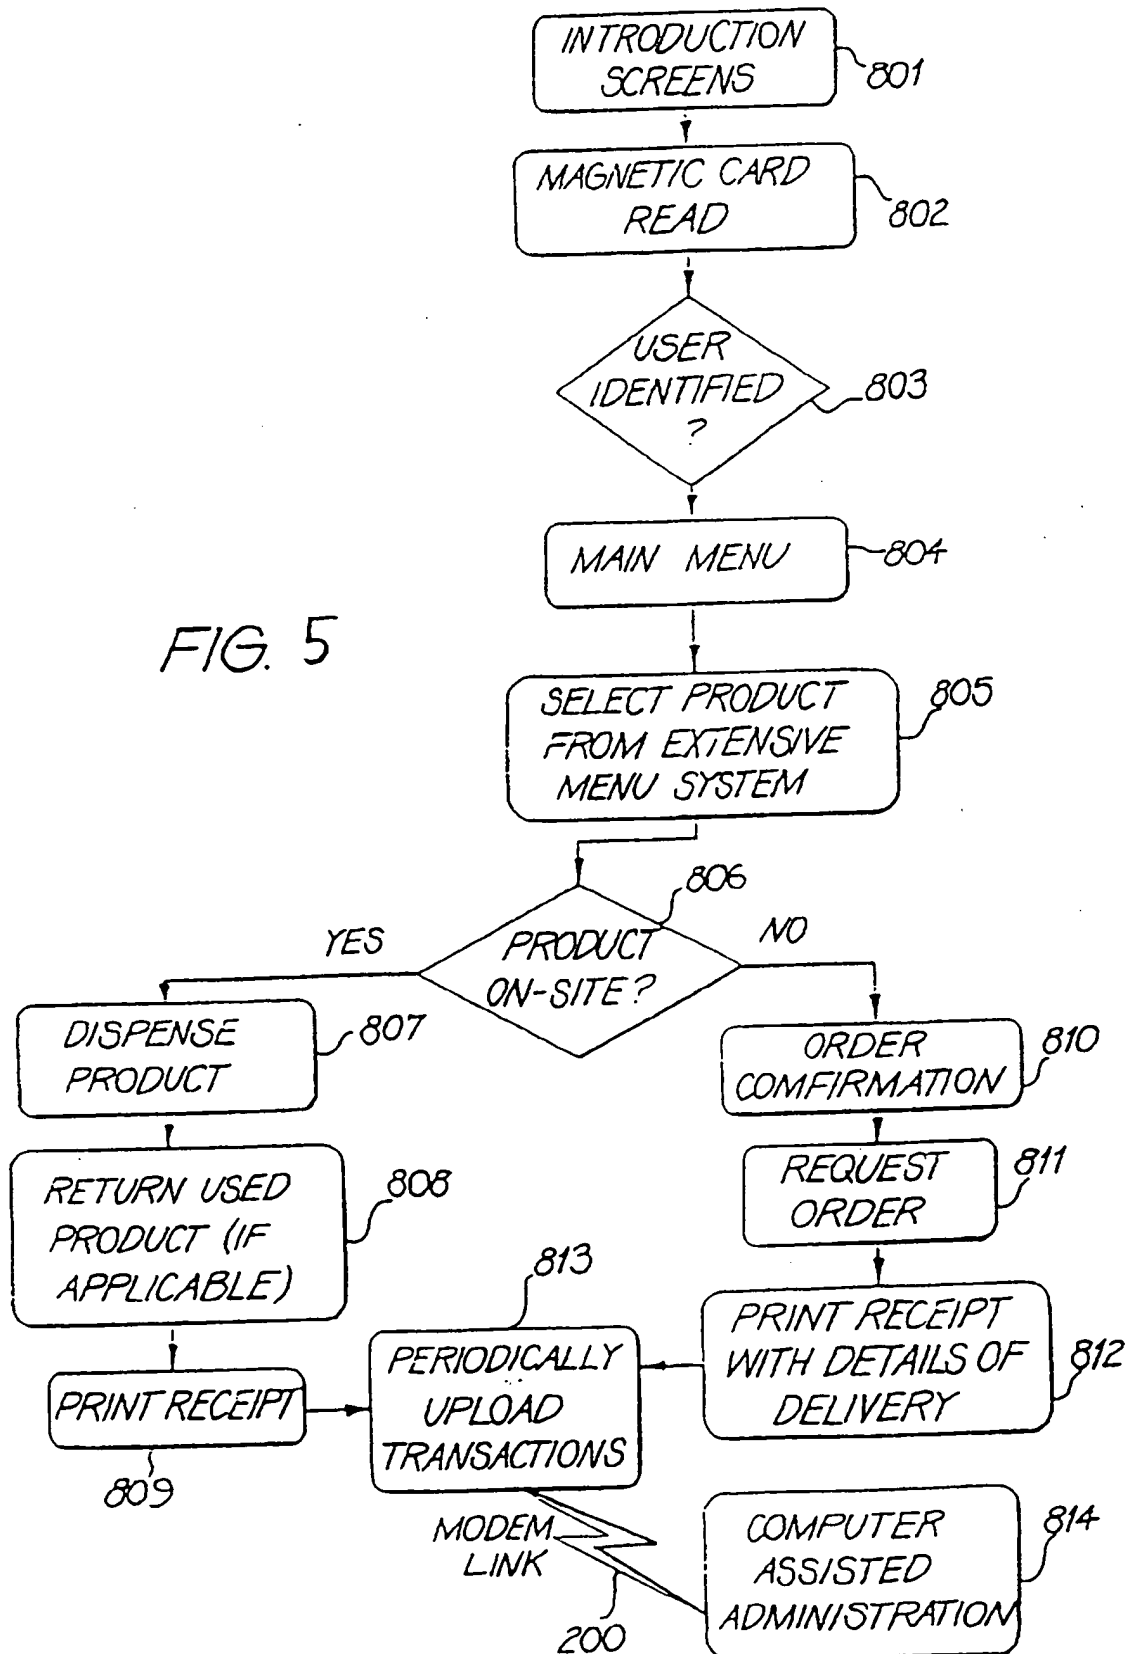 INTRODUCTION
SCREENS
801
MAGNETIC CARD
READ
802
USER
IDENTIFIED
?
803
MAIN MENU
804
FIG. 5
SELECT PRODUCT
FROM EXTENSIVE
MENU SYSTEM
805
806
YES
PRODUCT
ON-SITE?
NO
DISPENSE
PRODUCT
807
ORDER
COMFIRMATION
810
RETURN USED
PRODUCT (IF
APPLICABLE)
808
REQUEST
ORDER
811
813
PRINT RECEIPT
WITH DETAILS OF
DELIVERY
812
PRINT RECEIPT
809
PERIODICALLY
UPLOAD
TRANSACTIONS
MODEM
LINK
200
COMPUTER
ASSISTED
ADMINISTRATION
814